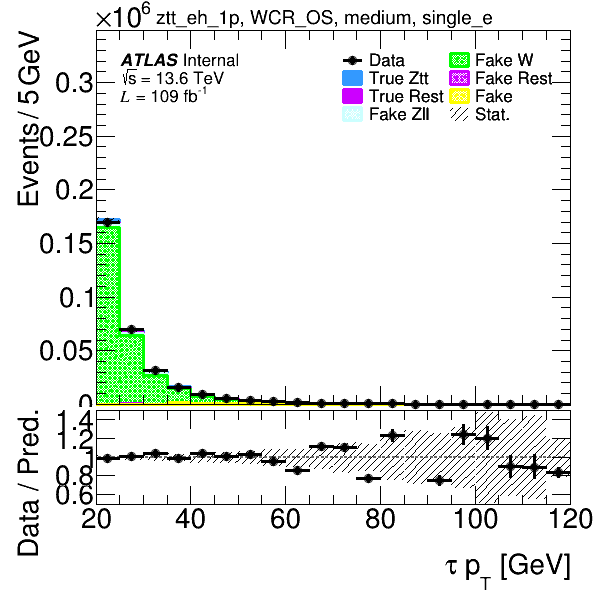 ×10⁶ ztt_eh_1p, WCR_OS, medium, single_e
ATLAS Internal
√s = 13.6 TeV
L = 109 fb⁻¹
Data
True Ztt
True Rest
Fake Zll
Fake W
Fake Rest
Fake
Stat.
Events / 5 GeV
0.3
0.25
0.2
0.15
0.1
0.05
0
Data / Pred.
1.4
1.2
1
0.8
0.6
20 40 60 80 100 120
τ p_T [GeV]